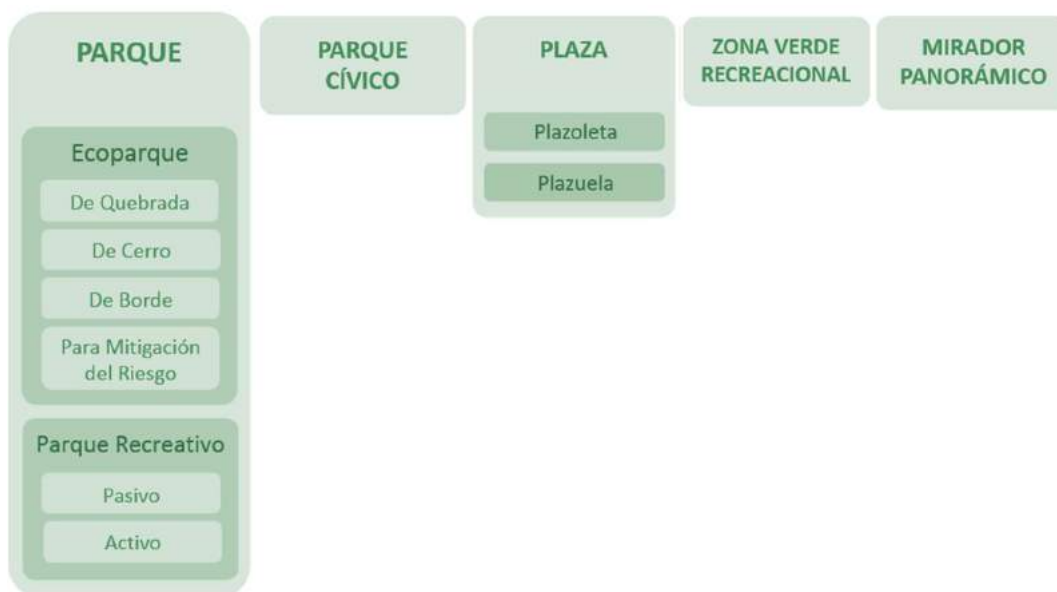 PARQUE
Ecoparque
De Quebrada
De Cerro
De Borde
Para Mitigación
del Riesgo
Parque Recreativo
Pasivo
Activo
PARQUE
CÍVICO
PLAZA
Plazoleta
Plazuela
ZONA VERDE
RECREACIONAL
MIRADOR
PANORÁMICO